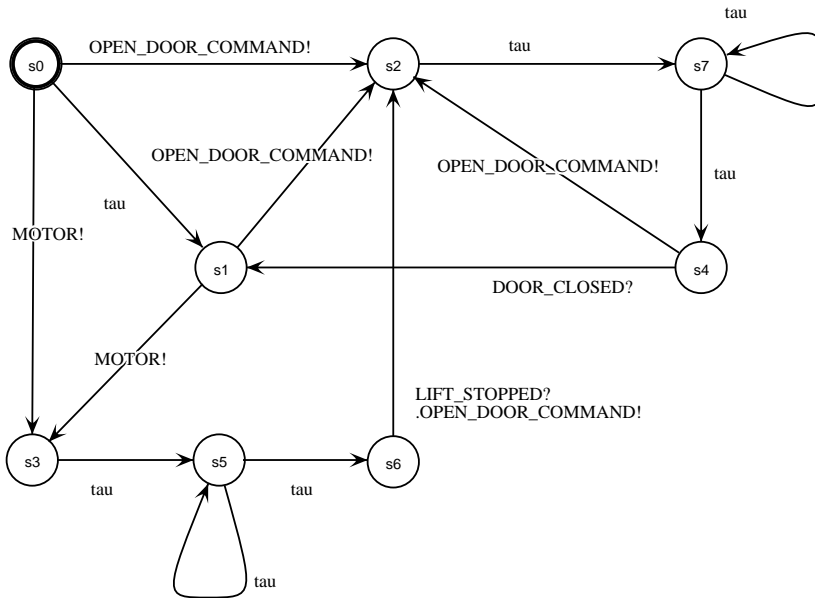 tau
OPEN_DOOR_COMMAND!
tau
s0
s2
s7
OPEN_DOOR_COMMAND!
OPEN_DOOR_COMMAND!
tau
tau
MOTOR!
s1
s4
DOOR_CLOSED?
MOTOR!
LIFT_STOPPED?
.OPEN_DOOR_COMMAND!
s3
s5
s6
tau
tau
tau